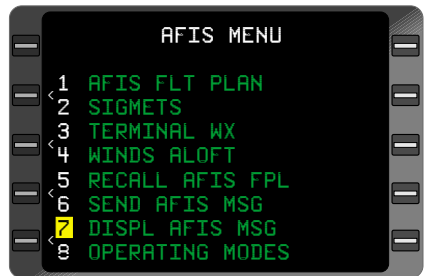 AFIS MENU
1 AFIS FLT PLAN
2 SIGMETS
3 TERMINAL WX
4 WINDS ALOFT
5 RECALL AFIS FPL
6 SEND AFIS MSG
7 DISPL AFIS MSG
8 OPERATING MODES